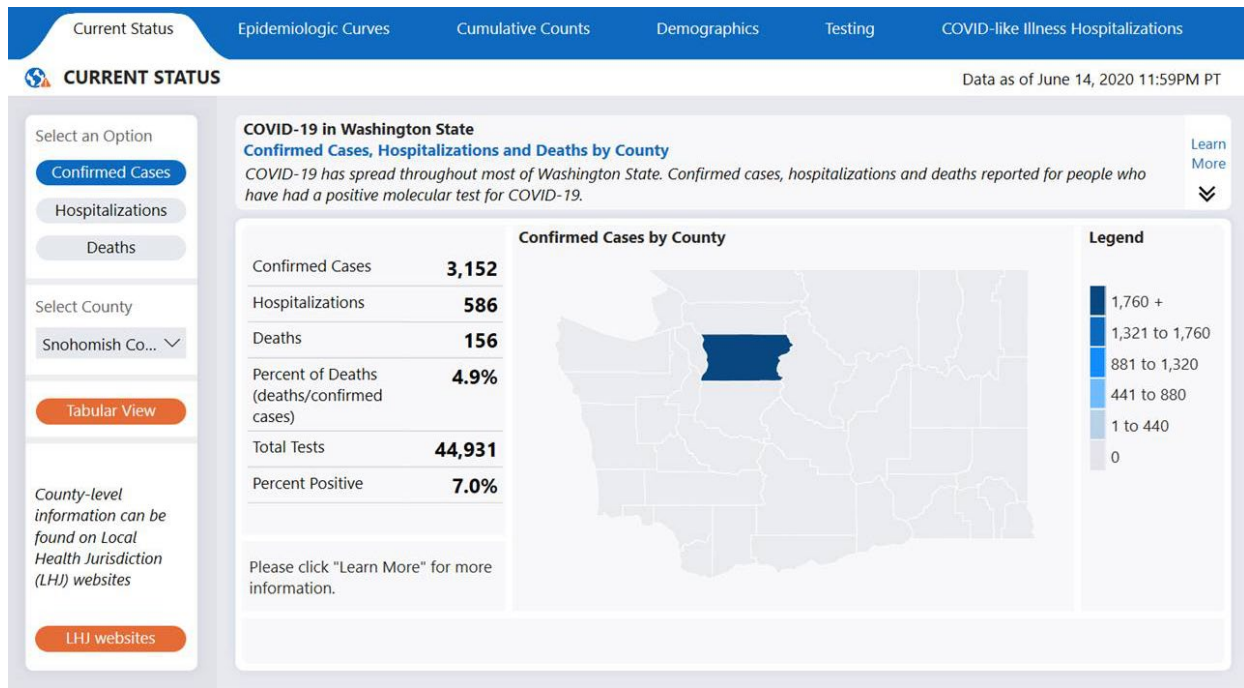 Current Status
Epidemiologic Curves
Cumulative Counts
Demographics
Testing
COVID-like Illness Hospitalizations
CURRENT STATUS
Data as of June 14, 2020 11:59PM PT
Select an Option
Confirmed Cases
Hospitalizations
Deaths
Select County
Snohomish Co...
Tabular View
County-level
information can be
found on Local
Health Jurisdiction
(LHJ) websites
LHJ websites
COVID-19 in Washington State
Confirmed Cases, Hospitalizations and Deaths by County
COVID-19 has spread throughout most of Washington State. Confirmed cases, hospitalizations and deaths reported for people who
have had a positive molecular test for COVID-19.
Learn
More
Confirmed Cases 3,152
Hospitalizations 586
Deaths 156
Percent of Deaths 4.9%
(deaths/confirmed
cases)
Total Tests 44,931
Percent Positive 7.0%
Please click "Learn More" for more
information.
Confirmed Cases by County
Legend
1,760 +
1,321 to 1,760
881 to 1,320
441 to 880
1 to 440
0